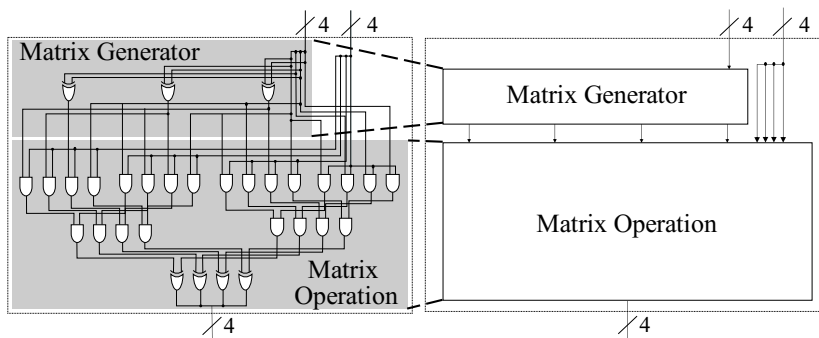 4 4
Matrix Generator
Matrix
Operation
4
4 4
Matrix Generator
Matrix Operation
4